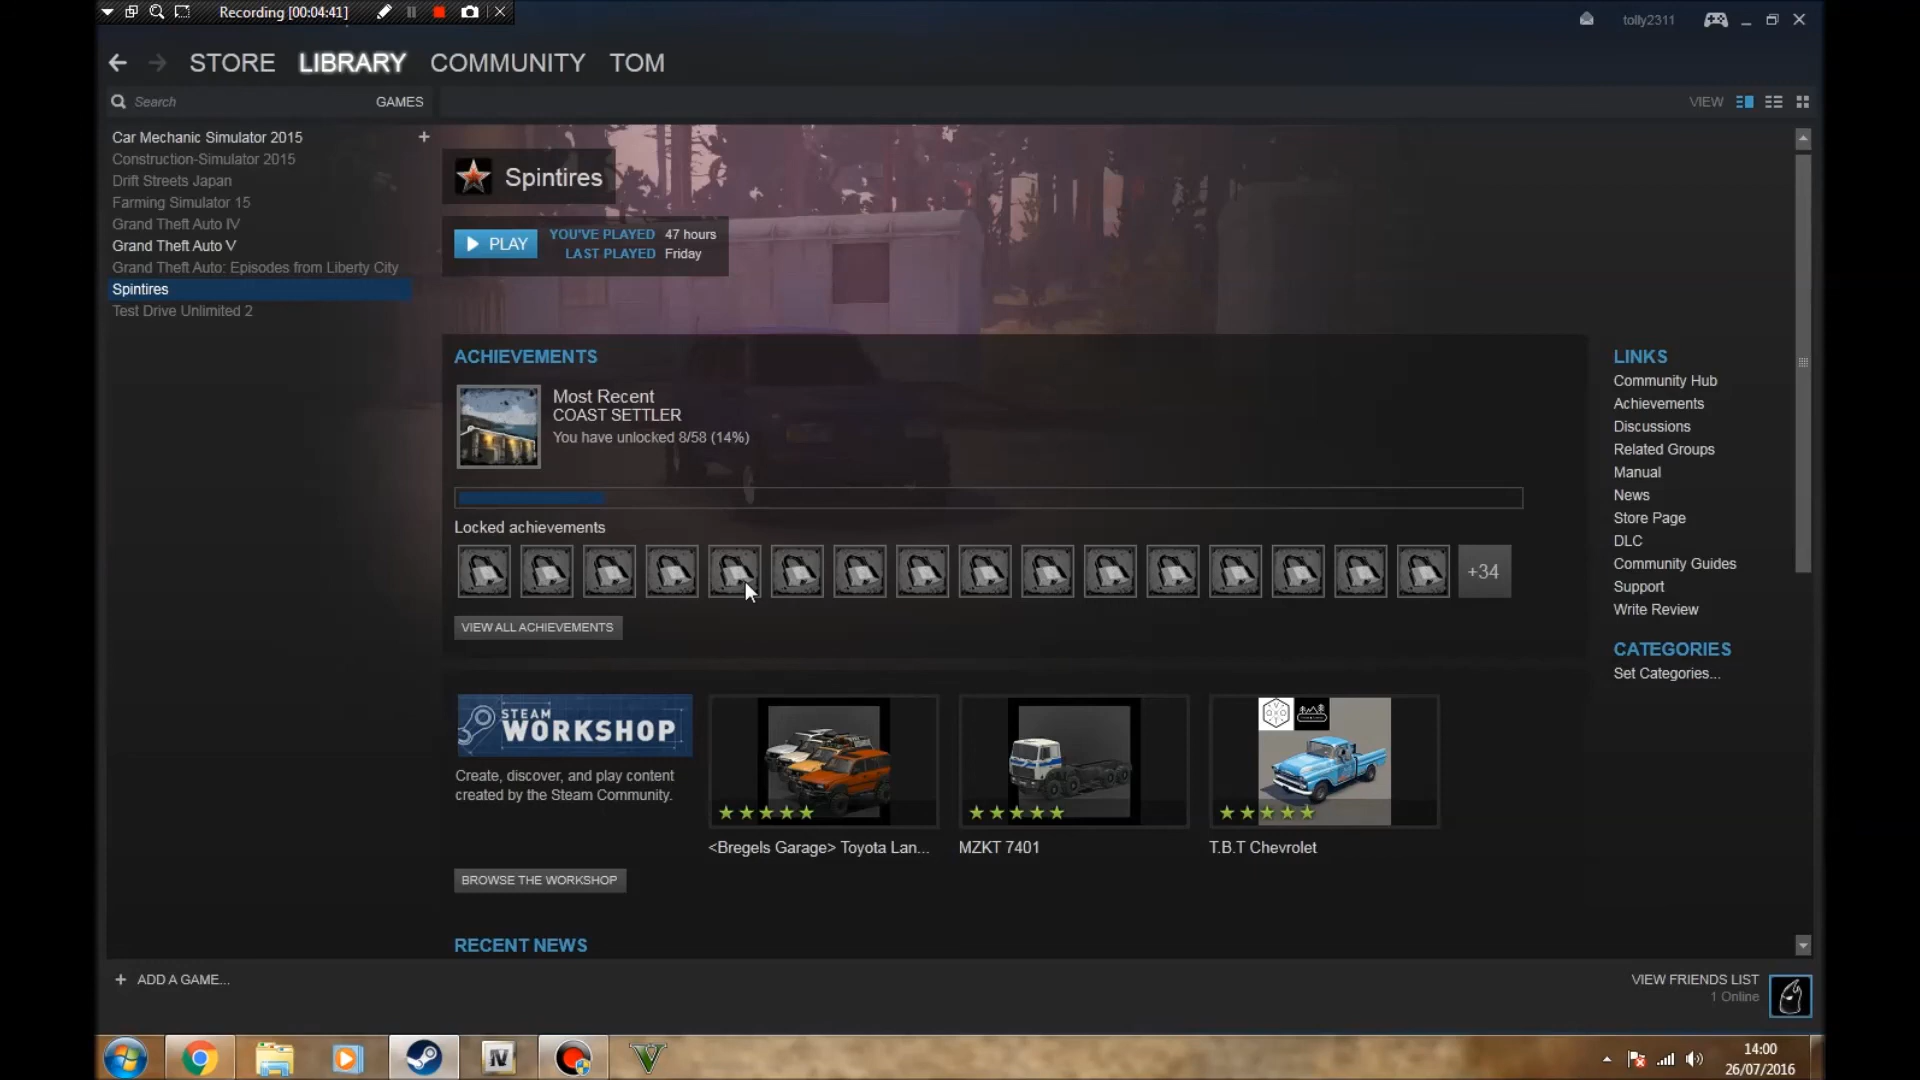 Recording [00:04:41]
tolly2311
STORE LIBRARY COMMUNITY TOM
Search GAMES
VIEW
Car Mechanic Simulator 2015 +
Construction-Simulator 2015
Drift Streets Japan
Farming Simulator 15
Grand Theft Auto IV
Grand Theft Auto V
Grand Theft Auto: Episodes from Liberty City
Spintires
Test Drive Unlimited 2
Spintires
PLAY
YOU'VE PLAYED 47 hours
LAST PLAYED Friday
ACHIEVEMENTS
Most Recent
COAST SETTLER
You have unlocked 8/58 (14%)
Locked achievements
+34
VIEW ALL ACHIEVEMENTS
LINKS
Community Hub
Achievements
Discussions
Related Groups
Manual
News
Store Page
DLC
Community Guides
Support
Write Review
CATEGORIES
Set Categories...
STEAM
WORKSHOP
Create, discover, and play content
created by the Steam Community.
<Bregels Garage> Toyota Lan...
MZKT 7401
T.B.T Chevrolet
BROWSE THE WORKSHOP
RECENT NEWS
+ ADD A GAME...
VIEW FRIENDS LIST
1 Online
IV
V
14:00
26/07/2016